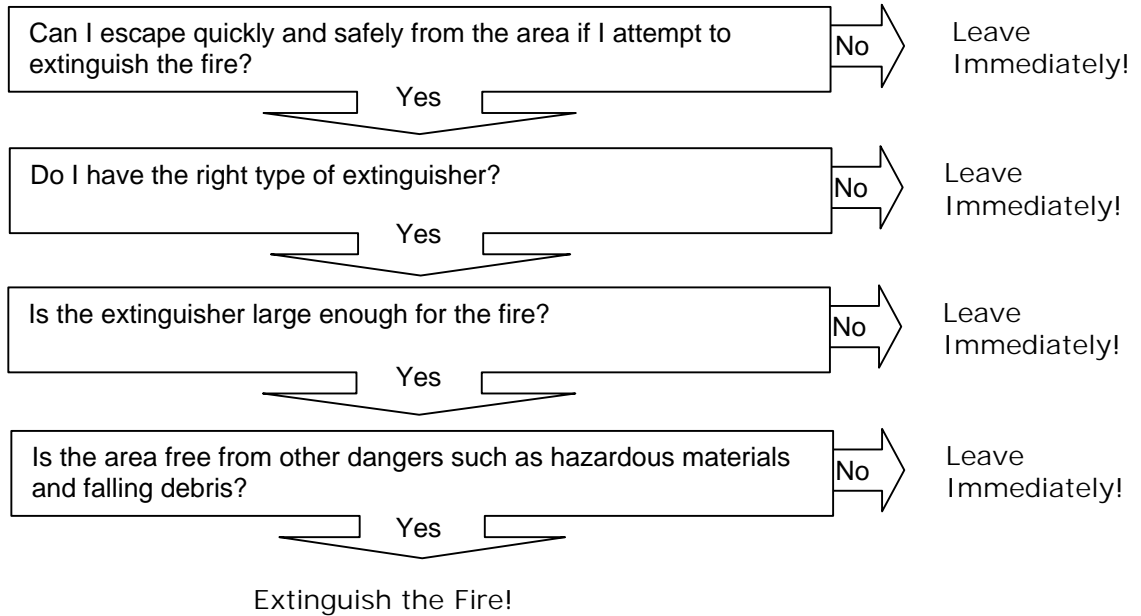 Can I escape quickly and safely from the area if I attempt to
extinguish the fire?
No
Leave
Immediately!
Yes
Do I have the right type of extinguisher?
No
Leave
Immediately!
Yes
Is the extinguisher large enough for the fire?
No
Leave
Immediately!
Yes
Is the area free from other dangers such as hazardous materials
and falling debris?
No
Leave
Immediately!
Yes
Extinguish the Fire!